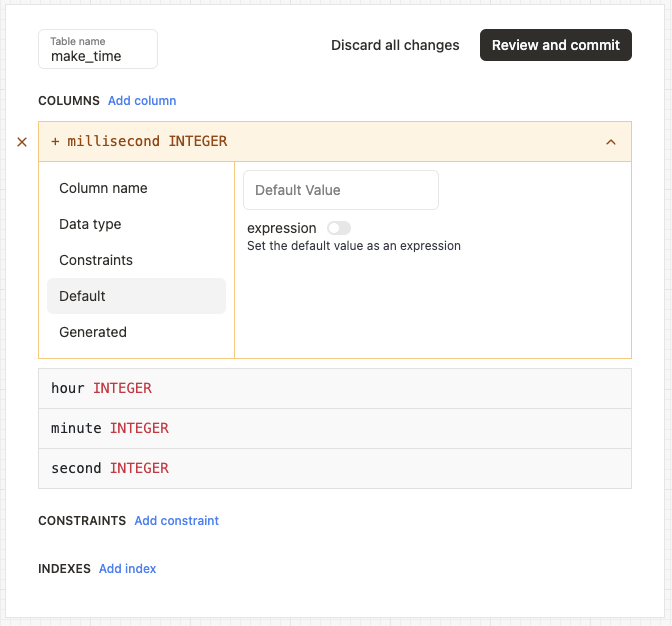 Table name
make_time
Discard all changes
Review and commit
COLUMNS Add column
+ millisecond INTEGER
Column name
Data type
Constraints
Default
Generated
Default Value
expression
Set the default value as an expression
hour INTEGER
minute INTEGER
second INTEGER
CONSTRAINTS Add constraint
INDEXES Add index